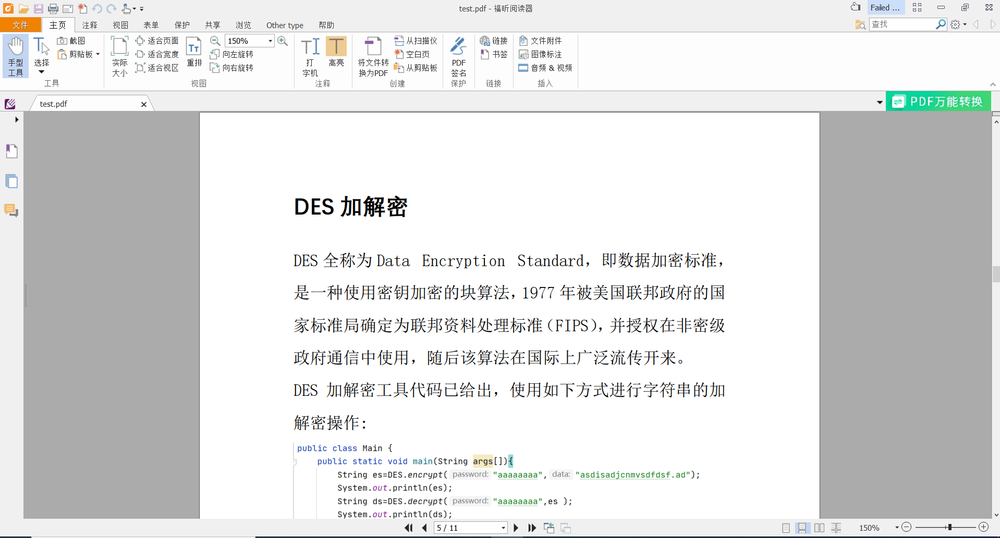 test.pdf - 福昕阅读器
Failed ...
文件 主页 注释 视图 表单 保护 共享 浏览 Other type 帮助
查找
手型工具
选择
截图
剪贴板
工具
实际大小
适合页面
适合宽度
适合视区
重排
150%
向左旋转
向右旋转
视图
打字机
高亮
注释
将文件转换为PDF
从扫描仪
空白页
从剪贴板
创建
PDF签名
保护
链接
书签
链接
文件附件
图像标注
音频 & 视频
插入
test.pdf
PDF万能转换
DES 加解密
DES 全称为 Data Encryption Standard，即数据加密标准，
是一种使用密钥加密的块算法，1977 年被美国联邦政府的国
家标准局确定为联邦资料处理标准（FIPS），并授权在非密级
政府通信中使用，随后该算法在国际上广泛流传开来。
DES 加解密工具代码已给出，使用如下方式进行字符串的加
解密操作：
public class Main {
public static void main(String args[]){
String es=DES.encrypt( password: "aaaaaaaa", data: "asdisadjcnmvsdfdsf.ad");
System.out.println(es);
String ds=DES.decrypt( password: "aaaaaaaa",es );
System.out.println(ds);
5 / 11
150%